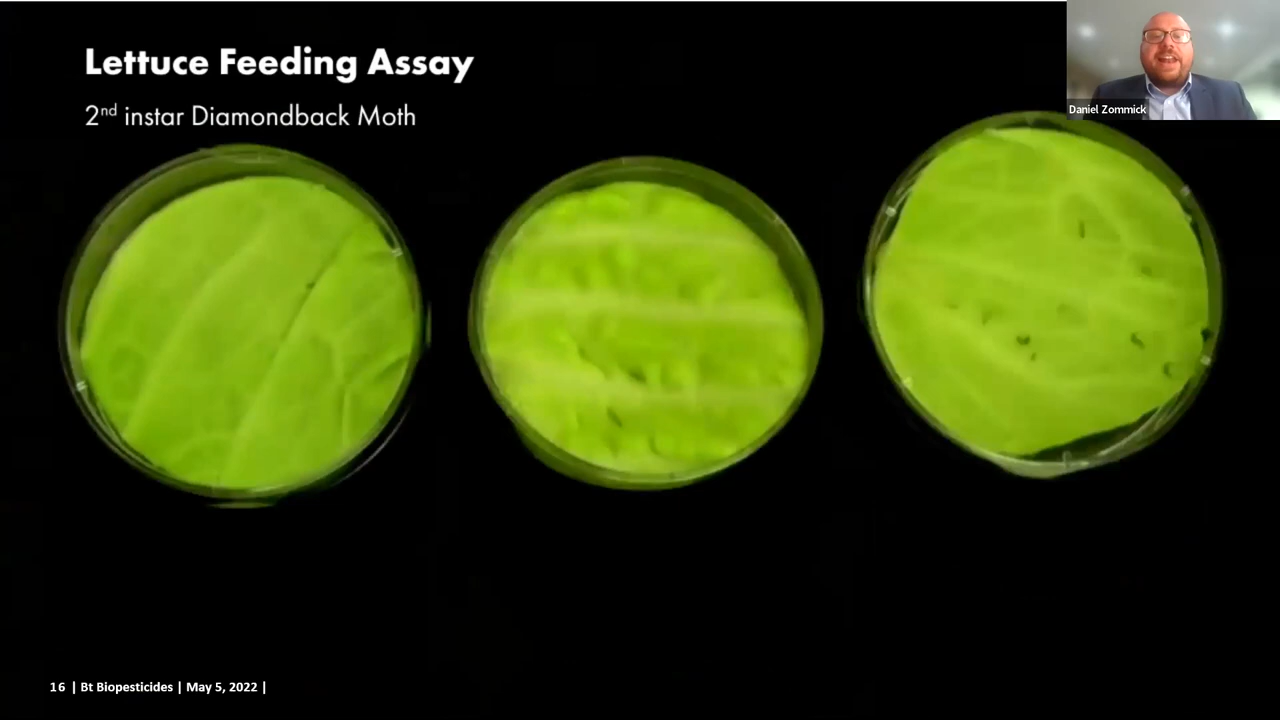 Lettuce Feeding Assay
2nd instar Diamondback Moth
Daniel Zommick
16 | Bt Biopesticides | May 5, 2022 |